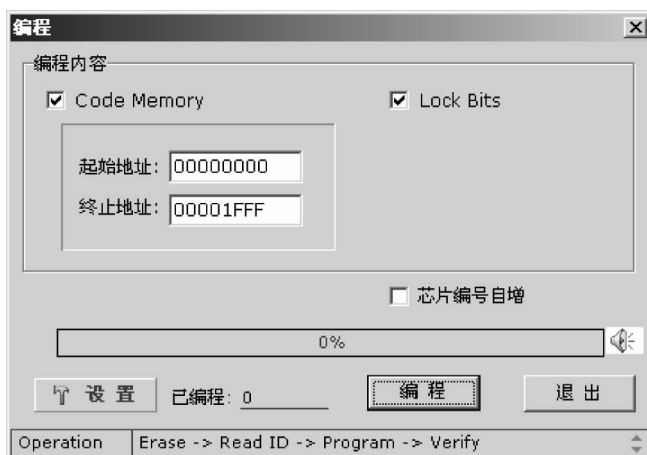 编程
编程内容
Code Memory
Lock Bits
起始地址: 00000000
终止地址: 00001FFF
芯片编号自增
0%
设置
已编程: 0
编程
退出
Operation
Erase -> Read ID -> Program -> Verify